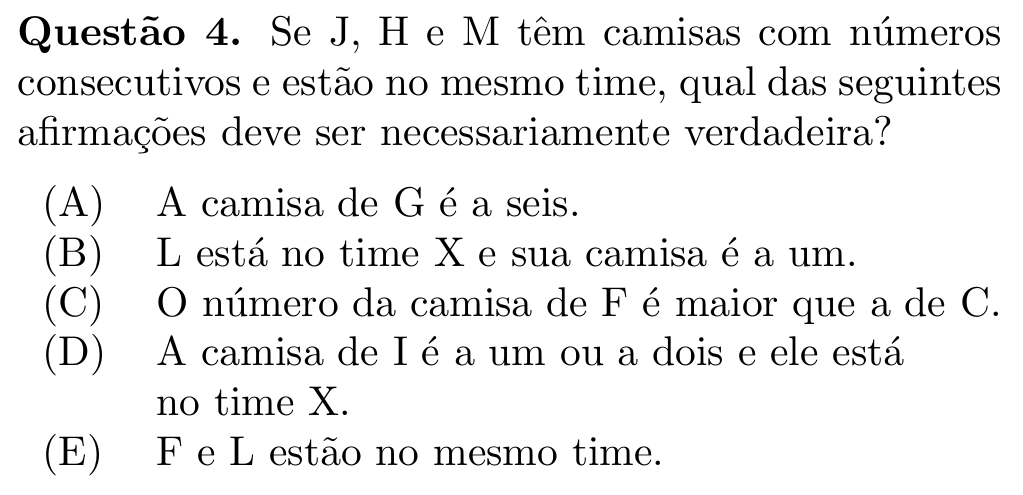 Questão 4. Se J, H e M têm camisas com números
consecutivos e estão no mesmo time, qual das seguintes
afirmações deve ser necessariamente verdadeira?
(A) A camisa de G é a seis.
(B) L está no time X e sua camisa é a um.
(C) O número da camisa de F é maior que a de C.
(D) A camisa de I é a um ou a dois e ele está
no time X.
(E) F e L estão no mesmo time.